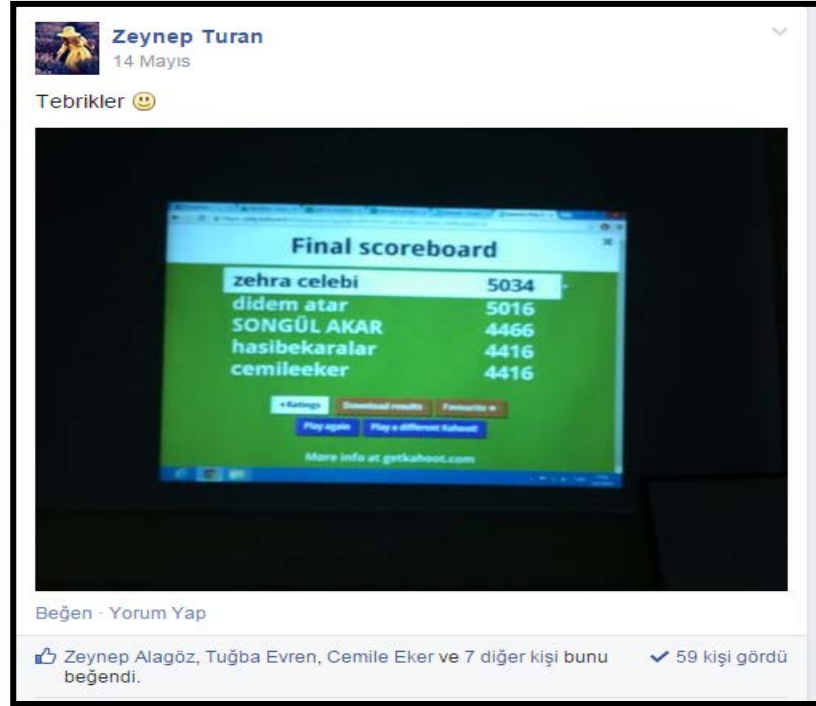 Zeynep Turan
14 Mayıs
Tebrikler
Final scoreboard
zehra celebi 5034
didem atar 5016
SONGÜL AKAR 4466
hasibekaralar 4416
cemileeker 4416
Ratings Download results Favourite
Play again Play a different Kahoot!
More info at getkahoot.com
Beğen · Yorum Yap
Zeynep Alagöz, Tuğba Evren, Cemile Eker ve 7 diğer kişi bunu
beğendi.
59 kişi gördü